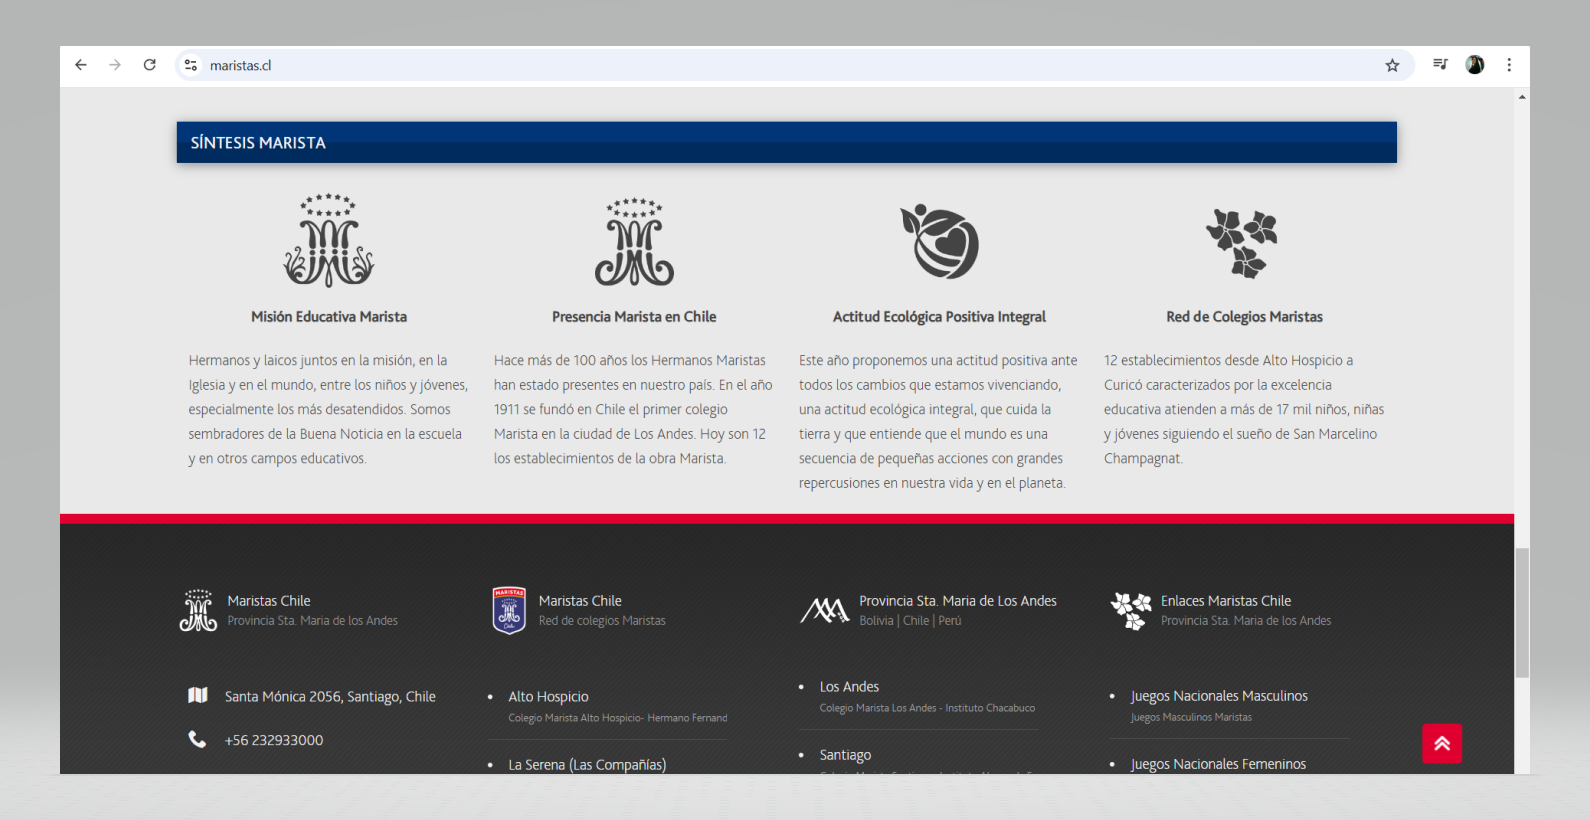 maristas.cl
SÍNTESIS MARISTA
Misión Educativa Marista
Hermanos y laicos juntos en la misión, en la
Iglesia y en el mundo, entre los niños y jóvenes,
especialmente los más desatendidos. Somos
sembradores de la Buena Noticia en la escuela
y en otros campos educativos.
Presencia Marista en Chile
Hace más de 100 años los Hermanos Maristas
han estado presentes en nuestro país. En el año
1911 se fundó en Chile el primer colegio
Marista en la ciudad de Los Andes. Hoy son 12
los establecimientos de la obra Marista.
Actitud Ecológica Positiva Integral
Este año proponemos una actitud positiva ante
todos los cambios que estamos vivenciando,
una actitud ecológica integral, que cuida la
tierra y que entiende que el mundo es una
secuencia de pequeñas acciones con grandes
repercusiones en nuestra vida y en el planeta.
Red de Colegios Maristas
12 establecimientos desde Alto Hospicio a
Curicó caracterizados por la excelencia
educativa atienden a más de 17 mil niños, niñas
y jóvenes siguiendo el sueño de San Marcelino
Champagnat.
Maristas Chile
Provincia Sta. Maria de los Andes
Santa Mónica 2056, Santiago, Chile
+56 232933000
MARISTAS
Chile
Maristas Chile
Red de colegios Maristas
Alto Hospicio
Colegio Marista Alto Hospicio- Hermano Fernand
La Serena (Las Compañías)
Provincia Sta. Maria de Los Andes
Bolivia | Chile | Perú
Los Andes
Colegio Marista Los Andes - Instituto Chacabuco
Santiago
Enlaces Maristas Chile
Provincia Sta. Maria de los Andes
Juegos Nacionales Masculinos
Juegos Masculinos Maristas
Juegos Nacionales Femeninos